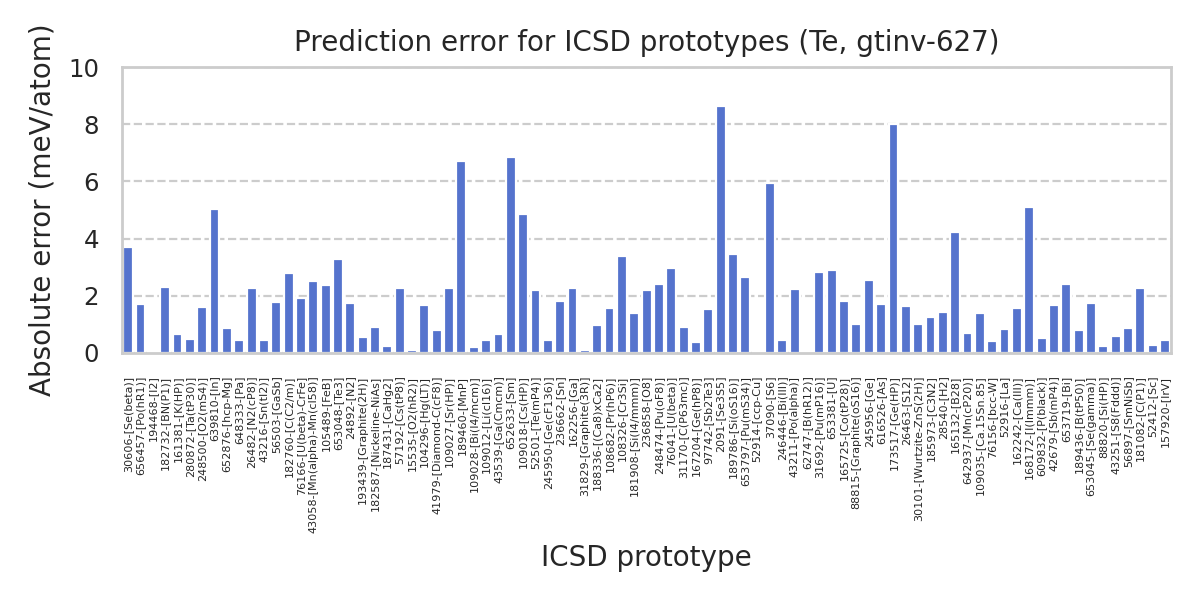 Prediction error for ICSD prototypes (Te, gtinv-627)
Absolute error (meV/atom)
10
8
6
4
2
0
30606-[Se(beta)]
656457-[Po(hR1)]
194468-[I2]
182732-[BN(P1)]
161381-[K(HP)]
280872-[Ta(tP30)]
248500-[O2(mS4)]
639810-[In]
652876-[hcp-Mg]
648333-[Pa]
26482-[N2(cP8)]
43216-[Sn(tI2)]
56503-[GaSb]
182760-[C(C2/m)]
76166-[U(beta)-CrFe]
43058-[Mn(alpha)-Mn(cI58)]
105489-[FeB]
653048-[Te3]
24892-[N2]
193439-[Graphite(2H)]
182587-[Nickeline-NiAs]
187431-[CaHg2]
57192-[Cs(tP8)]
15535-[O2(hR2)]
104296-[Hg(LT)]
41979-[Diamond-C(cF8)]
109027-[Sr(HP)]
189460-[MnP]
109028-[Bi(I4/mcm)]
109012-[Li(cI16)]
43539-[Ga(Cmcm)]
652633-[Sm]
109018-[Cs(HP)]
52501-[Te(mP4)]
245950-[Ge(cF136)]
236662-[Sn]
162256-[Ga]
31829-[Graphite(3R)]
188336-[(Ca8)xCa2]
108682-[Pr(hP6)]
108326-[Cr3Si]
181908-[Si(I4/mmm)]
236858-[O8]
248474-[Pu(oF8)]
76041-[U(beta)]
31170-[C(P63mc)]
167204-[Ge(hP8)]
97742-[Sb2Te3]
2091-[Se3S5]
189786-[Si(oS16)]
653797-[Pu(mS34)]
52914-[ccp-Cu]
37090-[S6]
246446-[Bi(III)]
43211-[Po(alpha)]
62747-[B(hR12)]
31692-[Pu(mP16)]
653381-[U]
165725-[Co(tP28)]
88815-[Graphite(oS16)]
245956-[Ge]
616526-[As]
173517-[Ge(HP)]
264663-[S12]
30101-[Wurtzite-ZnS(2H)]
185973-[C3N2]
28540-[H2]
165132-[B28]
642937-[Mn(cP20)]
109035-[Ca.15Sn.85]
76156-[bcc-W]
52916-[La]
162242-[Ca(III)]
168172-[I(Immm)]
609832-[P(black)]
42679-[Sb(mP4)]
653719-[Bi]
189436-[B(tP50)]
653045-[Se(gamma)]
88820-[Si(HP)]
43251-[S8(Fddd)]
56897-[SmNiSb]
181082-[C(P1)]
52412-[Sc]
157920-[IrV]
ICSD prototype